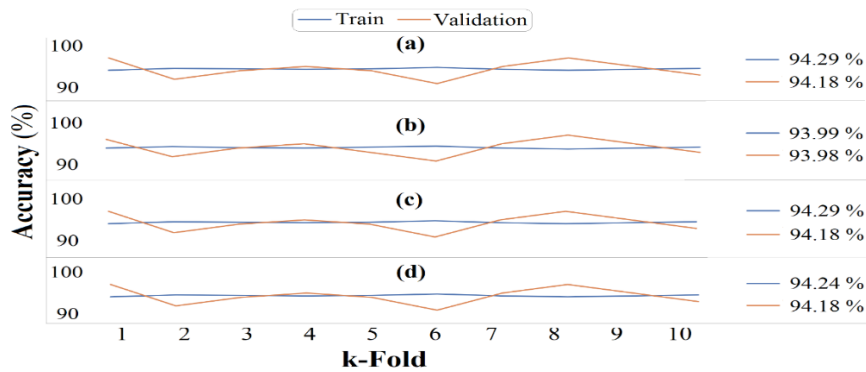 Train Validation
(a)
100
90
94.29 %
94.18 %
(b)
100
90
93.99 %
93.98 %
(c)
100
90
94.29 %
94.18 %
(d)
100
90
94.24 %
94.18 %
Accuracy (%)
1 2 3 4 5 6 7 8 9 10
k-Fold